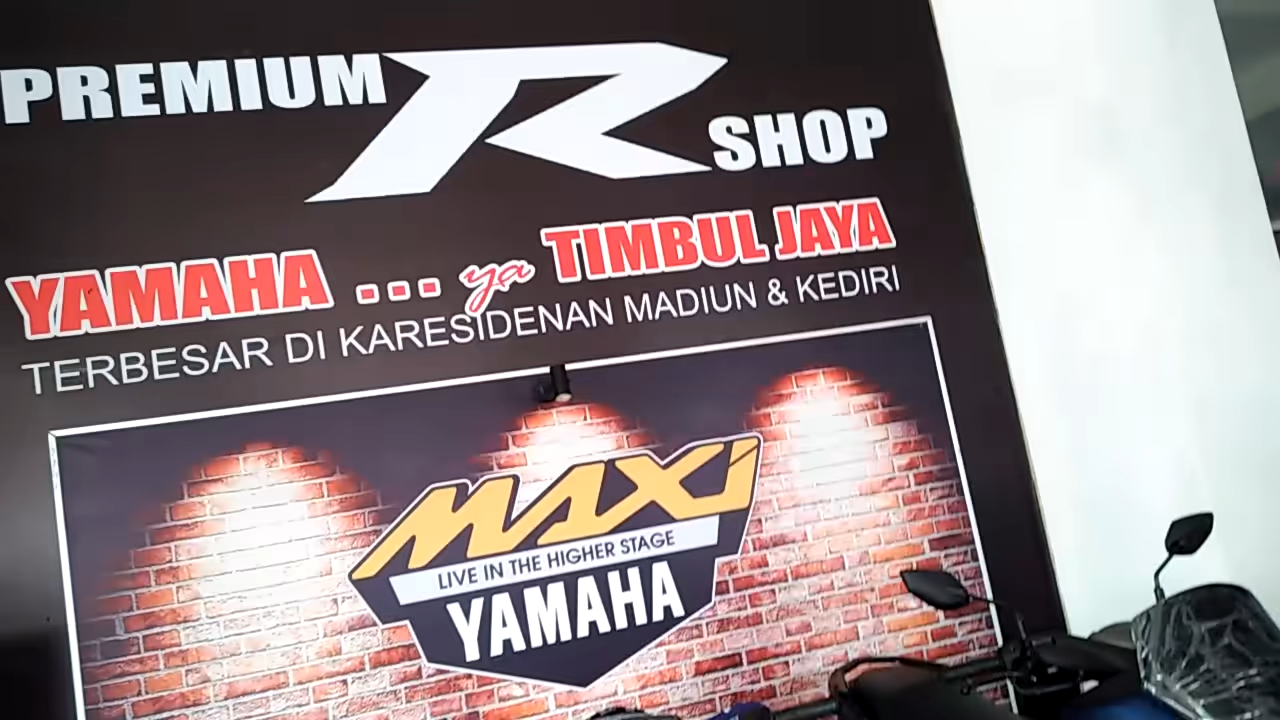 PREMIUM R SHOP
YAMAHA ... ya TIMBUL JAYA
TERBESAR DI KARESIDENAN MADIUN & KEDIRI
MAXI
LIVE IN THE HIGHER STAGE
YAMAHA